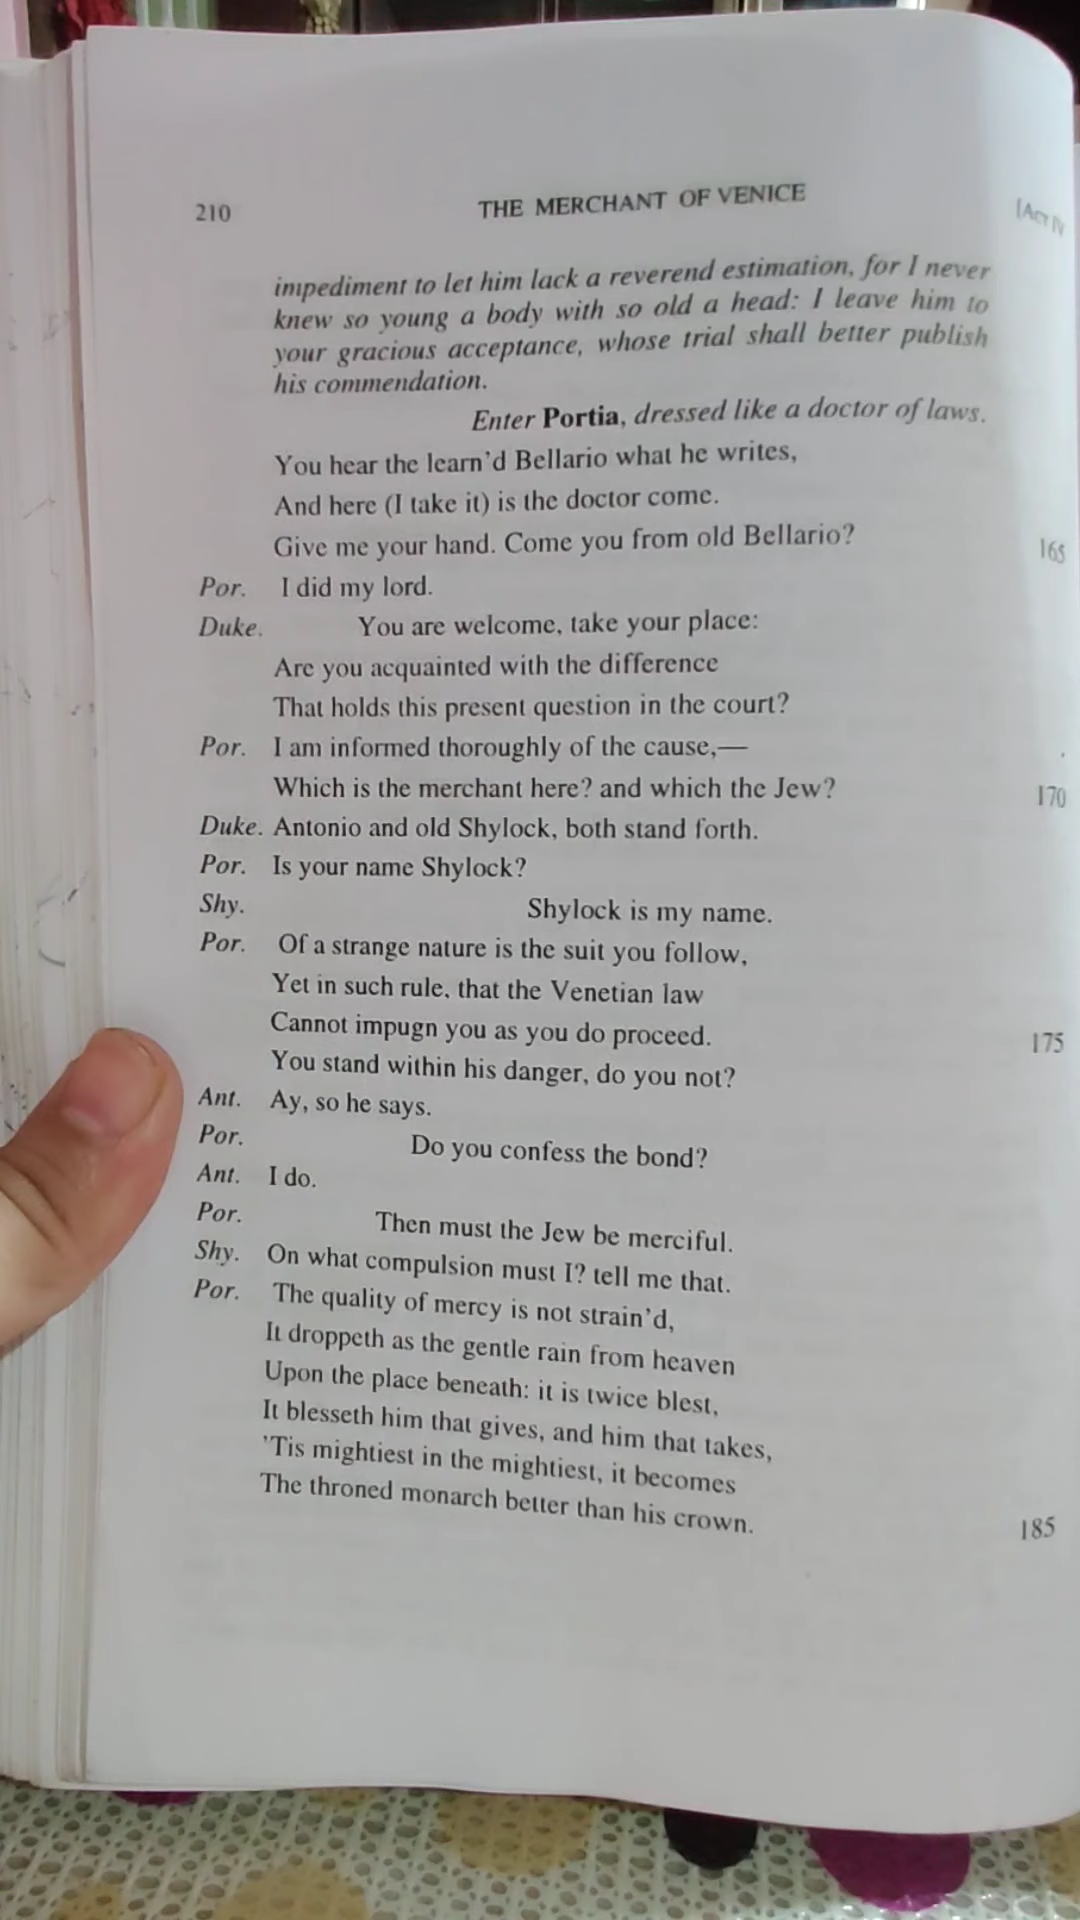 210 THE MERCHANT OF VENICE [ACT IV
impediment to let him lack a reverend estimation, for I never
knew so young a body with so old a head: I leave him to
your gracious acceptance, whose trial shall better publish
his commendation.
Enter Portia, dressed like a doctor of laws.
You hear the learn'd Bellario what he writes,
And here (I take it) is the doctor come.
Give me your hand. Come you from old Bellario? 165
Por. I did my lord.
Duke. You are welcome, take your place:
Are you acquainted with the difference
That holds this present question in the court?
Por. I am informed thoroughly of the cause,—
Which is the merchant here? and which the Jew? 170
Duke. Antonio and old Shylock, both stand forth.
Por. Is your name Shylock?
Shy. Shylock is my name.
Por. Of a strange nature is the suit you follow,
Yet in such rule, that the Venetian law
Cannot impugn you as you do proceed. 175
You stand within his danger, do you not?
Ant. Ay, so he says.
Por. Do you confess the bond?
Ant. I do.
Por. Then must the Jew be merciful.
Shy. On what compulsion must I? tell me that.
Por. The quality of mercy is not strain'd,
It droppeth as the gentle rain from heaven
Upon the place beneath: it is twice blest,
It blesseth him that gives, and him that takes,
'Tis mightiest in the mightiest, it becomes
The throned monarch better than his crown. 185